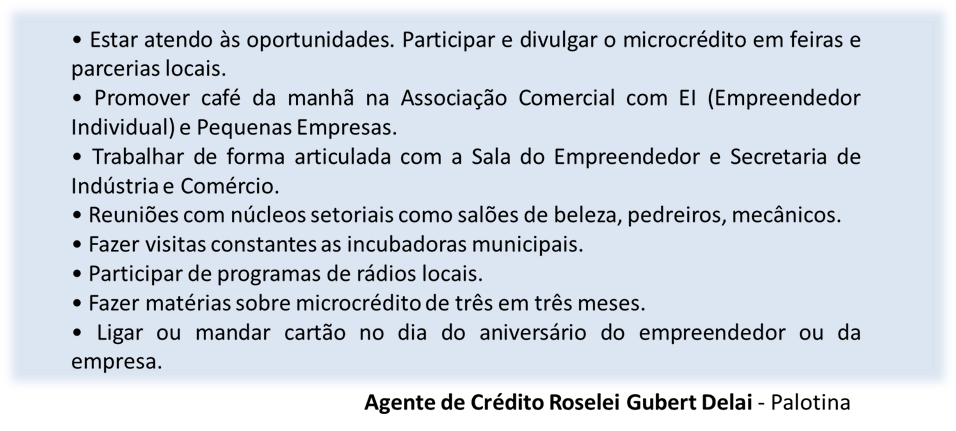 • Estar atendo às oportunidades. Participar e divulgar o microcrédito em feiras e
parcerias locais.
• Promover café da manhã na Associação Comercial com EI (Empreendedor
Individual) e Pequenas Empresas.
• Trabalhar de forma articulada com a Sala do Empreendedor e Secretaria de
Indústria e Comércio.
• Reuniões com núcleos setoriais como salões de beleza, pedreiros, mecânicos.
• Fazer visitas constantes as incubadoras municipais.
• Participar de programas de rádios locais.
• Fazer matérias sobre microcrédito de três em três meses.
• Ligar ou mandar cartão no dia do aniversário do empreendedor ou da
empresa.
Agente de Crédito Roselei Gubert Delai - Palotina